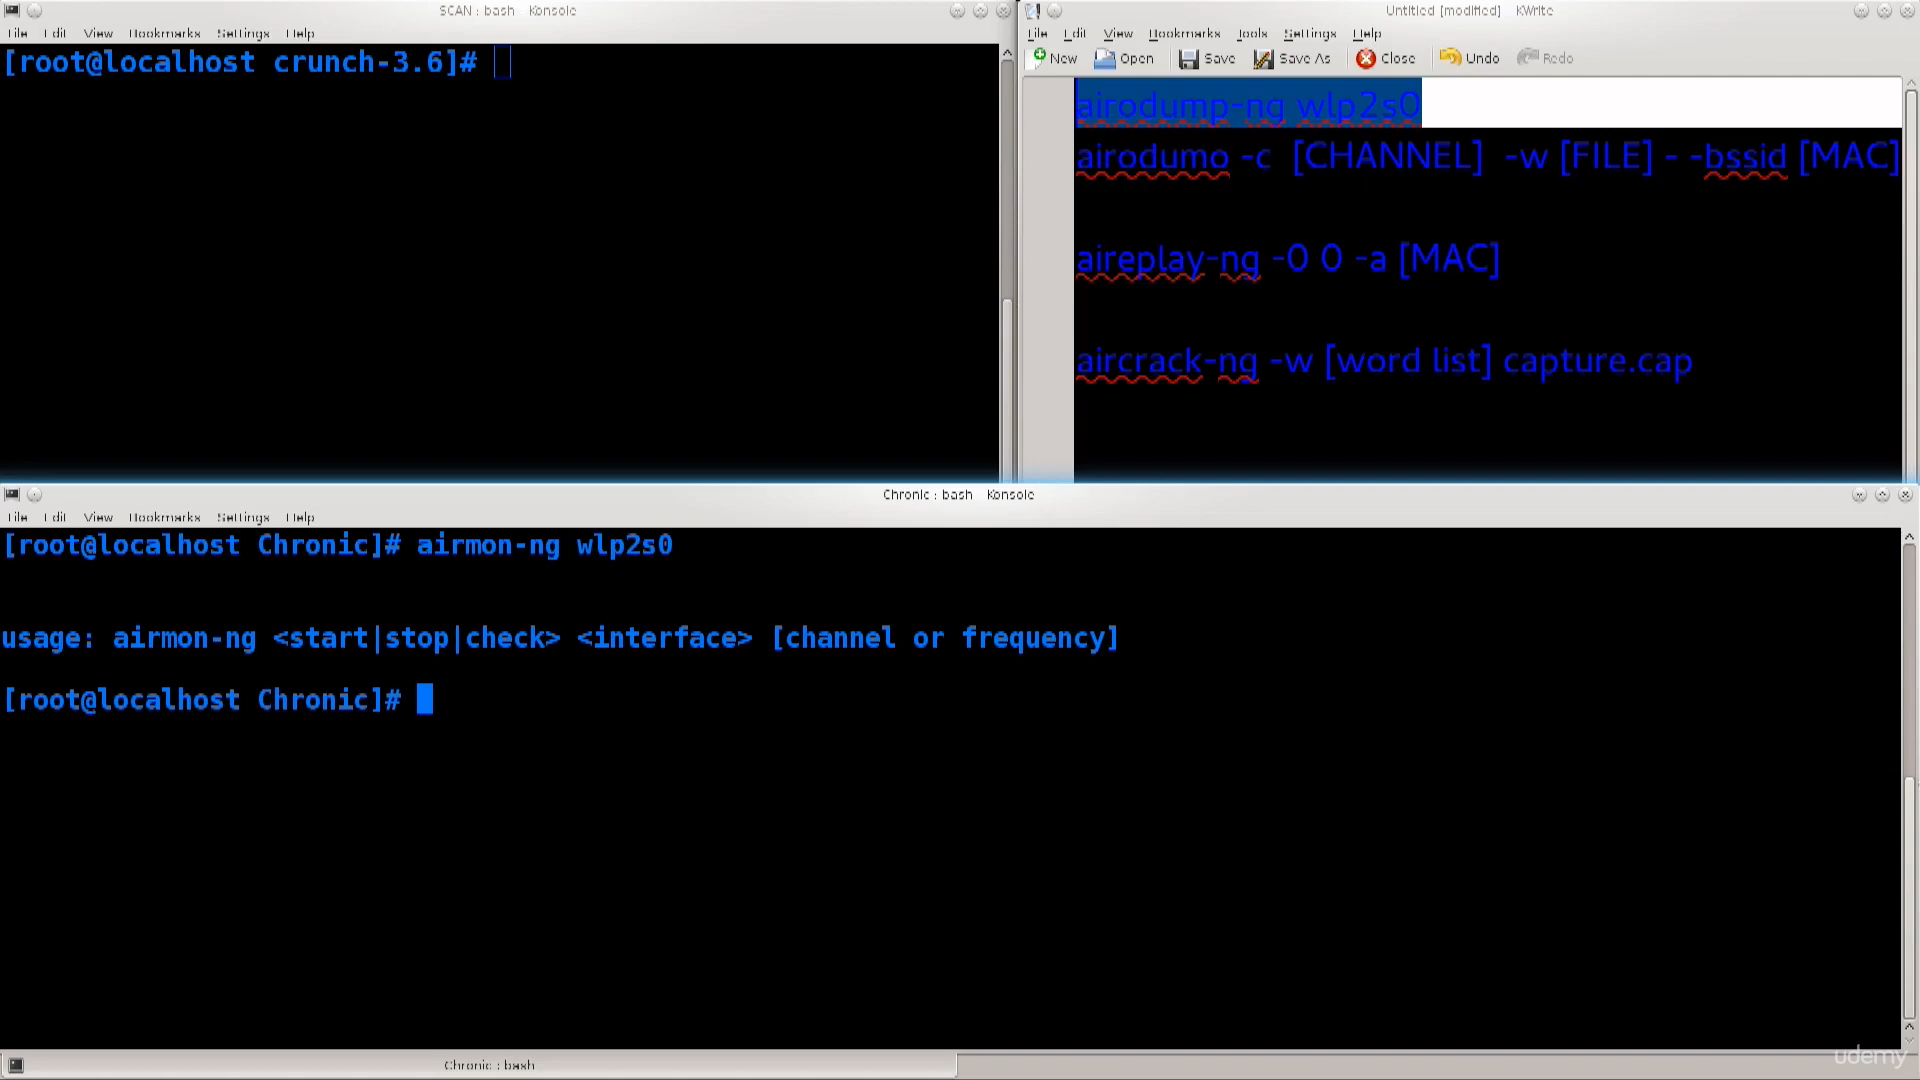 SCAN : bash   Konsole
File Edit View Bookmarks Settings Help
[root@localhost crunch-3.6]#
Untitled [modified]   KWrite
File Edit View Bookmarks Tools Settings Help
New Open Save Save As Close Undo Redo
airodump-ng wlp2s0
airodumo -c  [CHANNEL]  -w [FILE] - -bssid [MAC]
aireplay-ng -0 0 -a [MAC]
aircrack-ng -w [word list] capture.cap
Chronic : bash   Konsole
File Edit View Bookmarks Settings Help
[root@localhost Chronic]# airmon-ng wlp2s0
usage: airmon-ng <start|stop|check> <interface> [channel or frequency]
[root@localhost Chronic]#
Chronic : bash
udemy